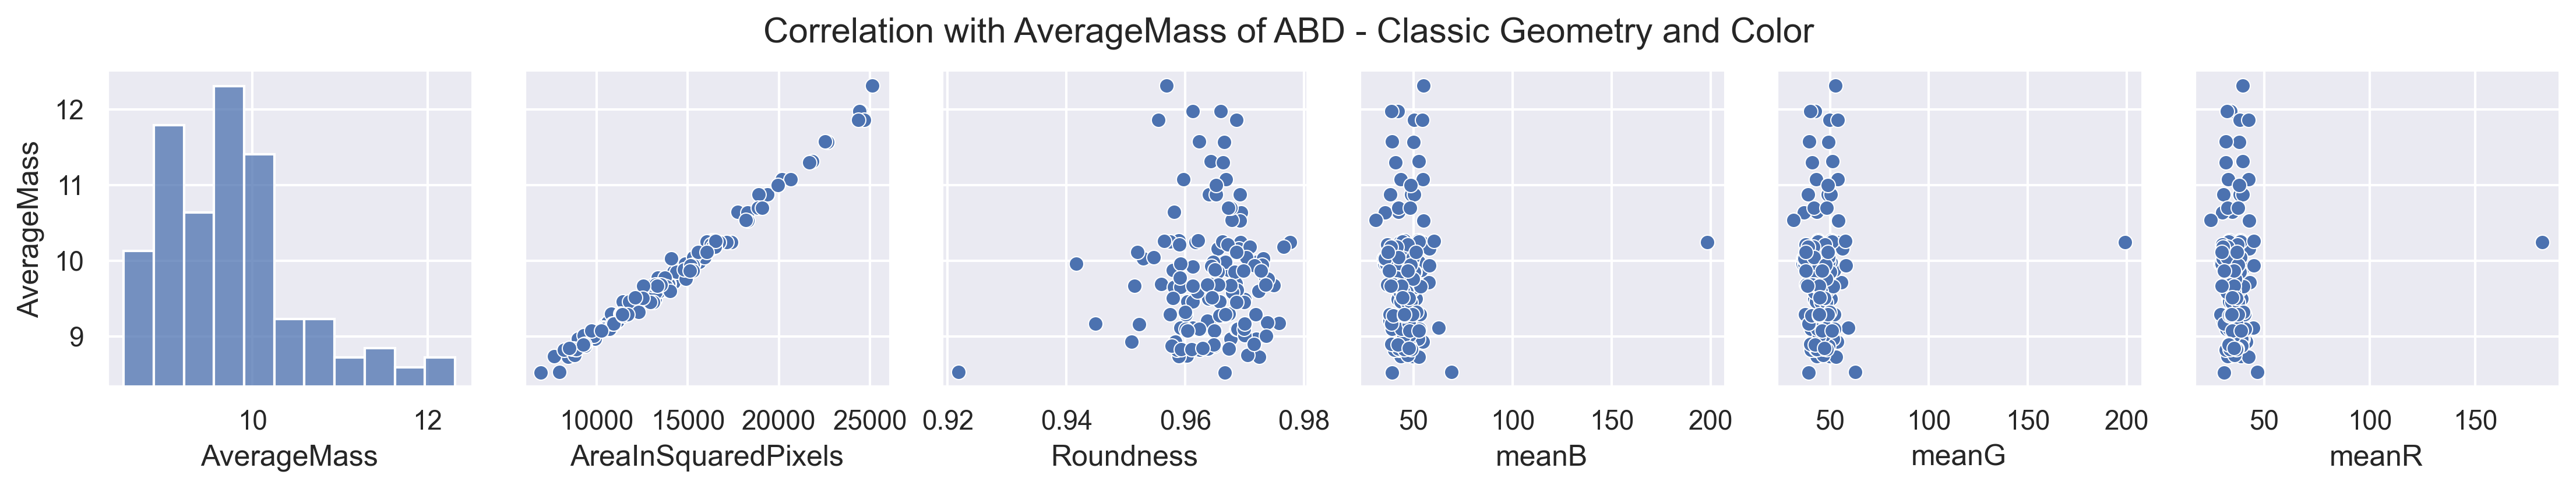 Correlation with AverageMass of ABD - Classic Geometry and Color
AverageMass
12
11
10
9
10 12
AverageMass
10000 15000 20000 25000
AreaInSquaredPixels
0.92 0.94 0.96 0.98
Roundness
50 100 150 200
meanB
50 100 150 200
meanG
50 100 150
meanR